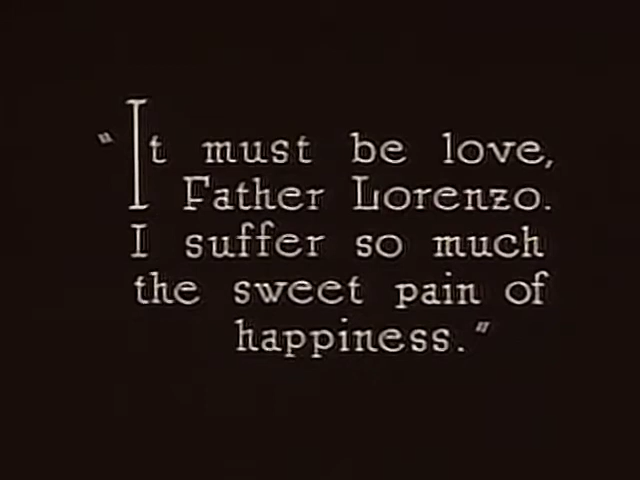 "It must be love,
Father Lorenzo.
I suffer so much
the sweet pain of
happiness."